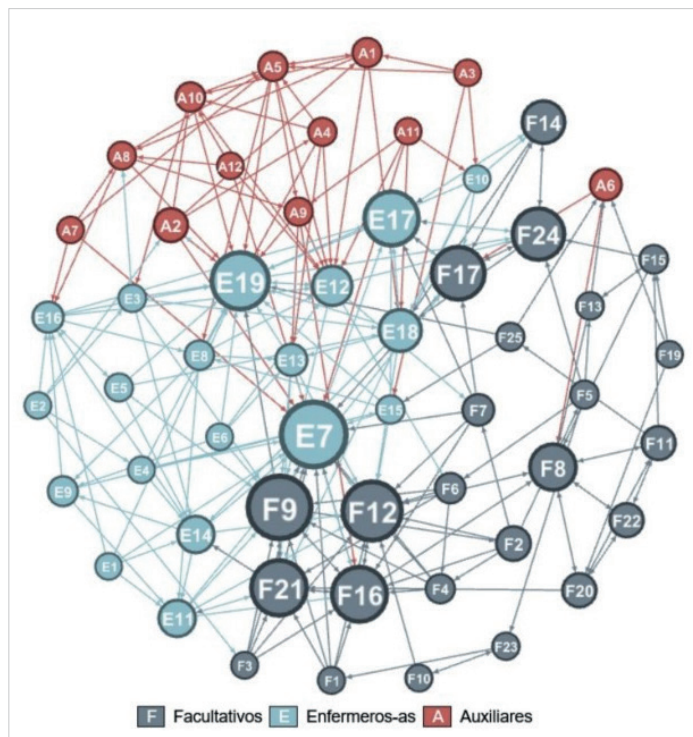 A1
A5
A3
A10
A4
A11
F14
A8
A12
E10
A6
A9
A2
A7
E17
F24
F15
F17
E19
E12
E3
F13
E16
E18
F25
F19
E8
E13
E5
F5
E2
E15
F7
E6
E7
F11
E4
F8
E9
F6
F9
F12
F22
E14
F2
E1
F21
F16
F4
F20
E11
F23
F3
F1
F10
F Facultativos E Enfermeros-as A Auxiliares